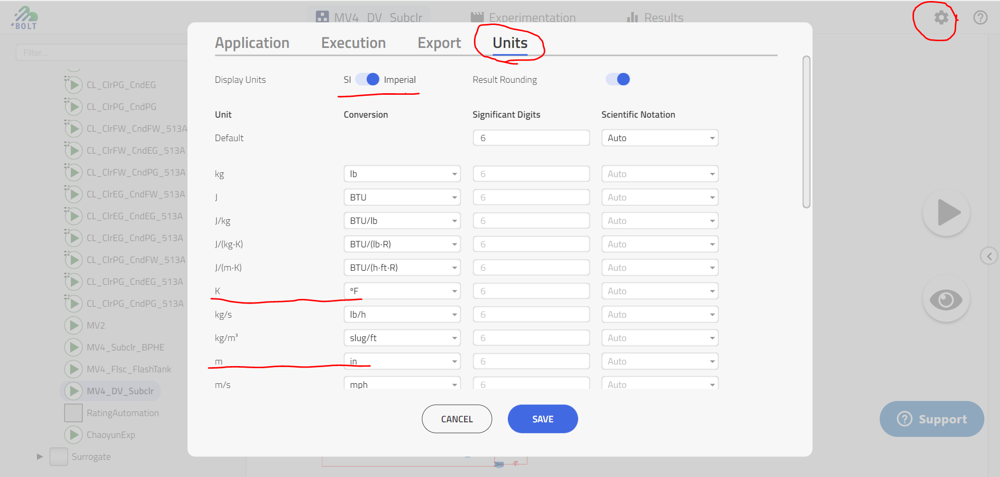 BOLT
MV4_DV_Subclr
Experimentation
Results
Application
Execution
Export
Units
Filter...
Display Units
SI
Imperial
Result Rounding
Unit
Conversion
Significant Digits
Scientific Notation
Default
6
Auto
kg
lb
6
Auto
J
BTU
6
Auto
J/kg
BTU/lb
6
Auto
J/(kg·K)
BTU/(lb·R)
6
Auto
J/(m·K)
BTU/(h·ft·R)
6
Auto
K
°F
6
Auto
kg/s
lb/h
6
Auto
kg/m³
slug/ft
6
Auto
m
in
6
Auto
m/s
mph
6
Auto
CANCEL
SAVE
CL_ClrPG_CndEG
CL_ClrPG_CndPG
CL_ClrFW_CndFW_513A
CL_ClrFW_CndEG_513A
CL_ClrFW_CndPG_513A
CL_ClrEG_CndFW_513A
CL_ClrEG_CndEG_513A
CL_ClrEG_CndPG_513A
CL_ClrPG_CndFW_513A
CL_ClrPG_CndEG_513A
CL_ClrPG_CndPG_513A
MV2
MV4_Subclr_BPHE
MV4_Flsc_FlashTank
MV4_DV_Subclr
RatingAutomation
ChaoyunExp
Surrogate
Support